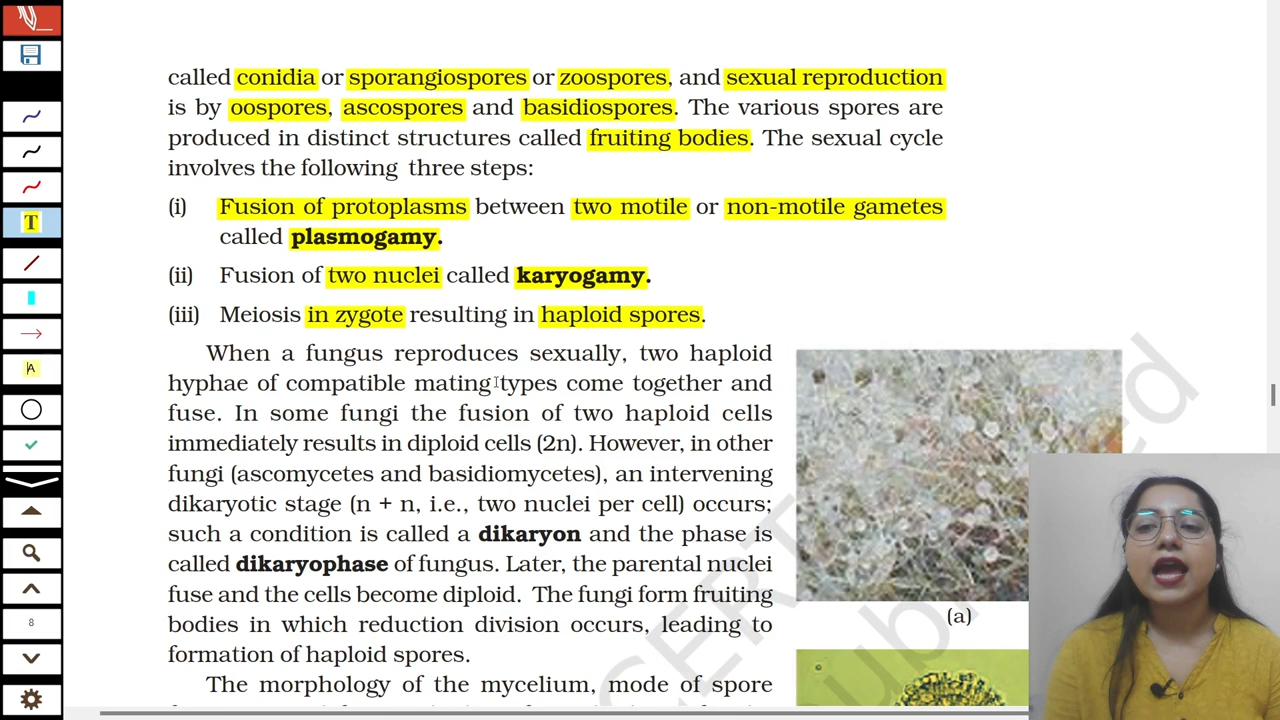 called conidia or sporangiospores or zoospores, and sexual reproduction
is by oospores, ascospores and basidiospores. The various spores are
produced in distinct structures called fruiting bodies. The sexual cycle
involves the following three steps:
(i) Fusion of protoplasms between two motile or non-motile gametes
called plasmogamy.
(ii) Fusion of two nuclei called karyogamy.
(iii) Meiosis in zygote resulting in haploid spores.
When a fungus reproduces sexually, two haploid
hyphae of compatible mating types come together and
fuse. In some fungi the fusion of two haploid cells
immediately results in diploid cells (2n). However, in other
fungi (ascomycetes and basidiomycetes), an intervening
dikaryotic stage (n + n, i.e., two nuclei per cell) occurs;
such a condition is called a dikaryon and the phase is
called dikaryophase of fungus. Later, the parental nuclei
fuse and the cells become diploid. The fungi form fruiting
bodies in which reduction division occurs, leading to
formation of haploid spores.
The morphology of the mycelium, mode of spore
(a)
T
A
8